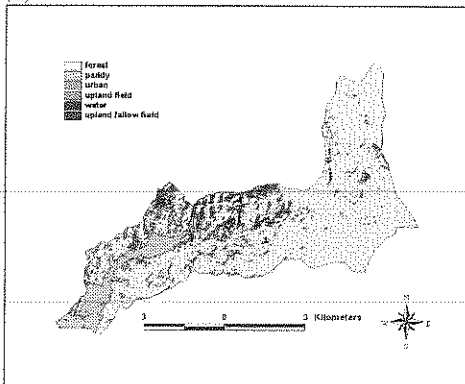 forest
paddy
urban
upland field
water
upland fallow field
3 0 3 Kilometers
N
W E
S